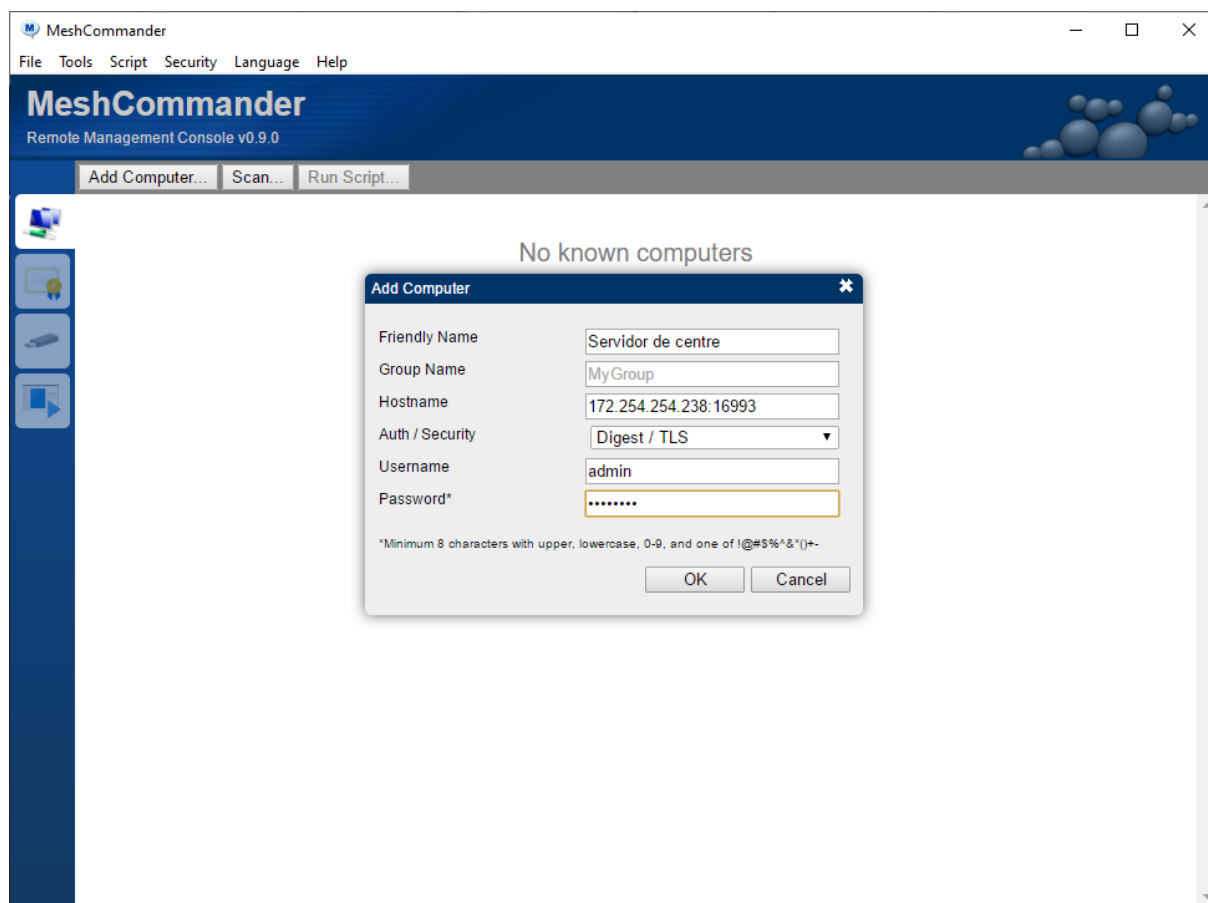 MeshCommander
File Tools Script Security Language Help
MeshCommander
Remote Management Console v0.9.0
Add Computer... Scan... Run Script...
No known computers
Add Computer
Friendly Name Servidor de centre
Group Name MyGroup
Hostname 172.254.254.238:16993
Auth / Security Digest / TLS
Username admin
Password* ••••••••
*Minimum 8 characters with upper, lowercase, 0-9, and one of !@#$%^&*()+-
OK Cancel